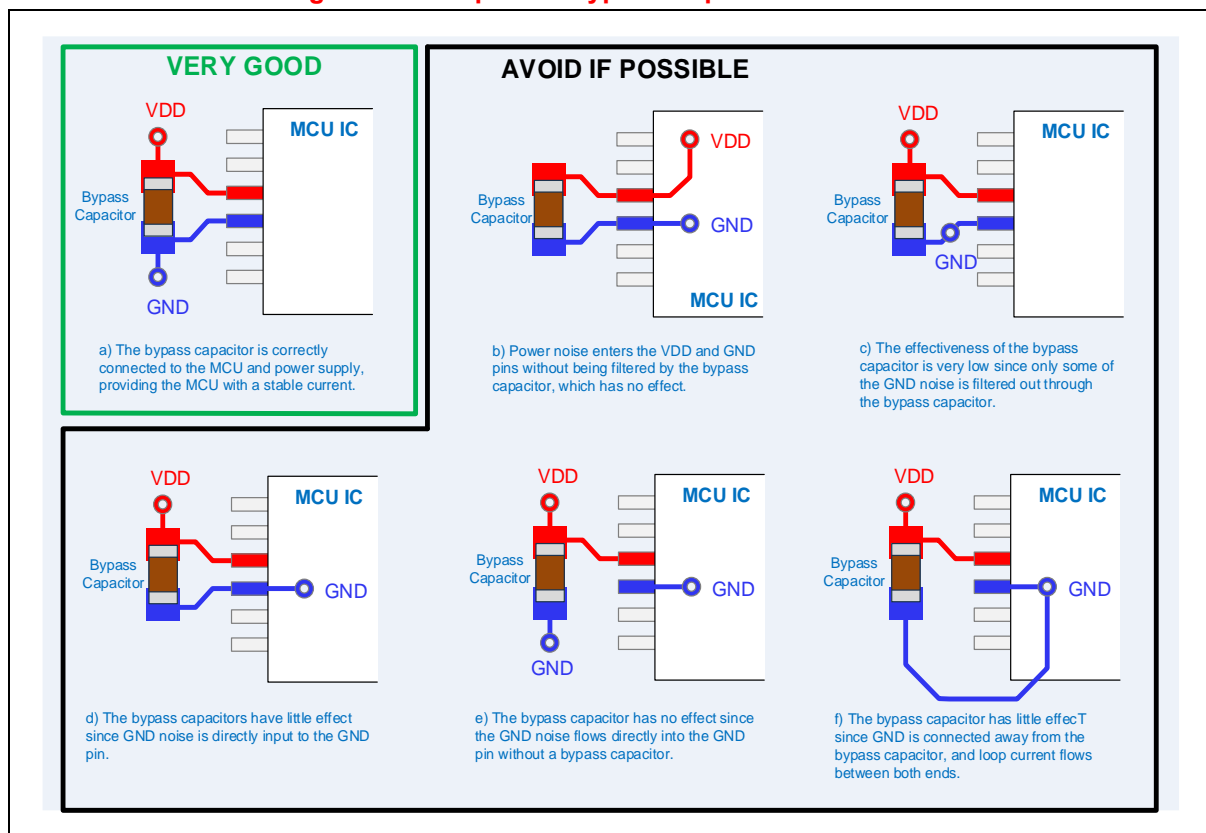 VERY GOOD
VDD
MCU IC
Bypass
Capacitor
GND
a) The bypass capacitor is correctly
connected to the MCU and power supply,
providing the MCU with a stable current.
AVOID IF POSSIBLE
VDD
Bypass
Capacitor
GND
MCU IC
b) Power noise enters the VDD and GND
pins without being filtered by the bypass
capacitor, which has no effect.
VDD
MCU IC
Bypass
Capacitor
GND
c) The effectiveness of the bypass
capacitor is very low since only some of
the GND noise is filtered out through
the bypass capacitor.
VDD
MCU IC
Bypass
Capacitor
GND
d) The bypass capacitors have little effect
since GND noise is directly input to the GND
pin.
VDD
MCU IC
Bypass
Capacitor
GND
GND
e) The bypass capacitor has no effect since
the GND noise flows directly into the GND
pin without a bypass capacitor.
VDD
MCU IC
Bypass
Capacitor
GND
f) The bypass capacitor has little effecT
since GND is connected away from the
bypass capacitor, and loop current flows
between both ends.